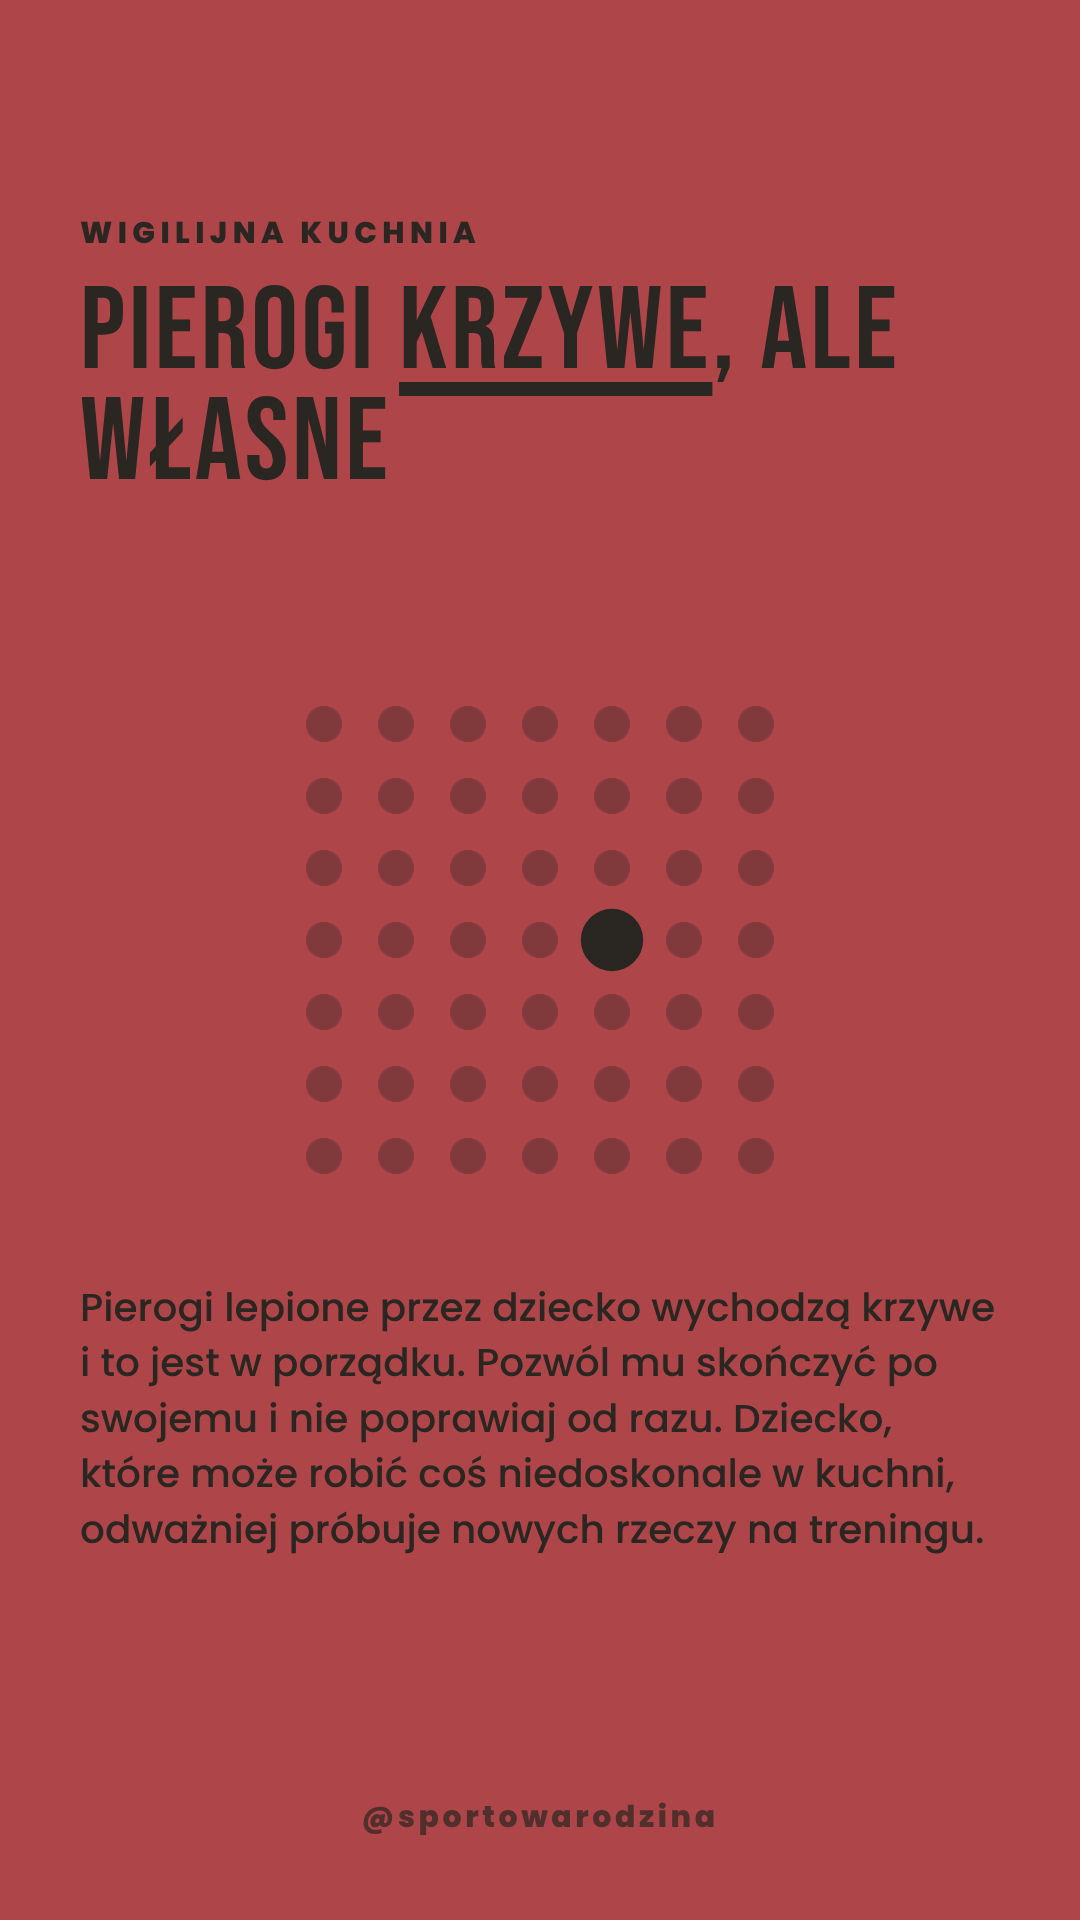 WIGILIJNA KUCHNIA
PIEROGI KRZYWE, ALE
WŁASNE
Pierogi lepione przez dziecko wychodzą krzywe
i to jest w porządku. Pozwól mu skończyć po
swojemu i nie poprawiaj od razu. Dziecko,
które może robić coś niedoskonale w kuchni,
odważniej próbuje nowych rzeczy na treningu.
@sportowarodzina